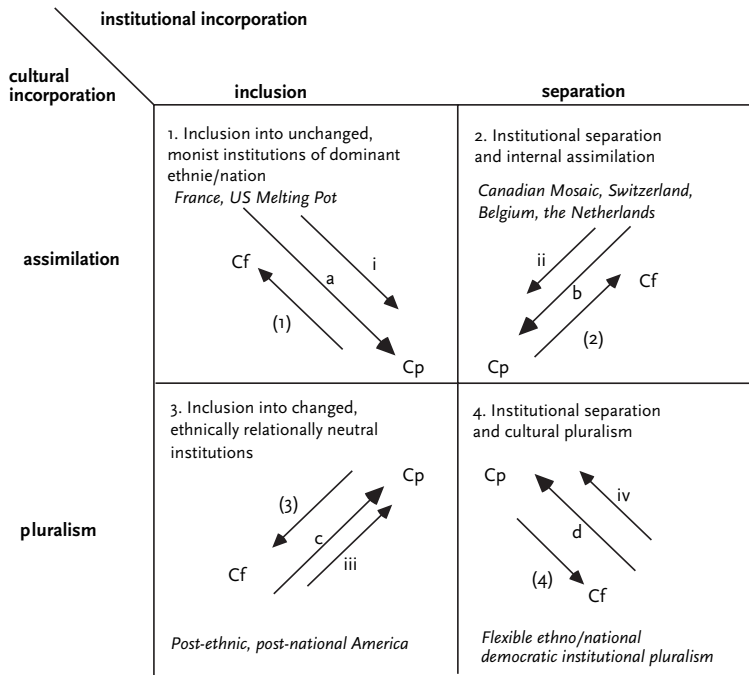 institutional incorporation
cultural
incorporation
inclusion
separation
1. Inclusion into unchanged,
monist institutions of dominant
ethnie/nation
France, US Melting Pot
2. Institutional separation
and internal assimilation
Canadian Mosaic, Switzerland,
Belgium, the Netherlands
assimilation
Cf
a
i
(1)
Cp
ii
b
Cf
(2)
Cp
3. Inclusion into changed,
ethnically relationally neutral
institutions
4. Institutional separation
and cultural pluralism
pluralism
Cp
(3)
c
Cf
iii
Post-ethnic, post-national America
Cp
iv
d
(4)
Cf
Flexible ethno/national
democratic institutional pluralism